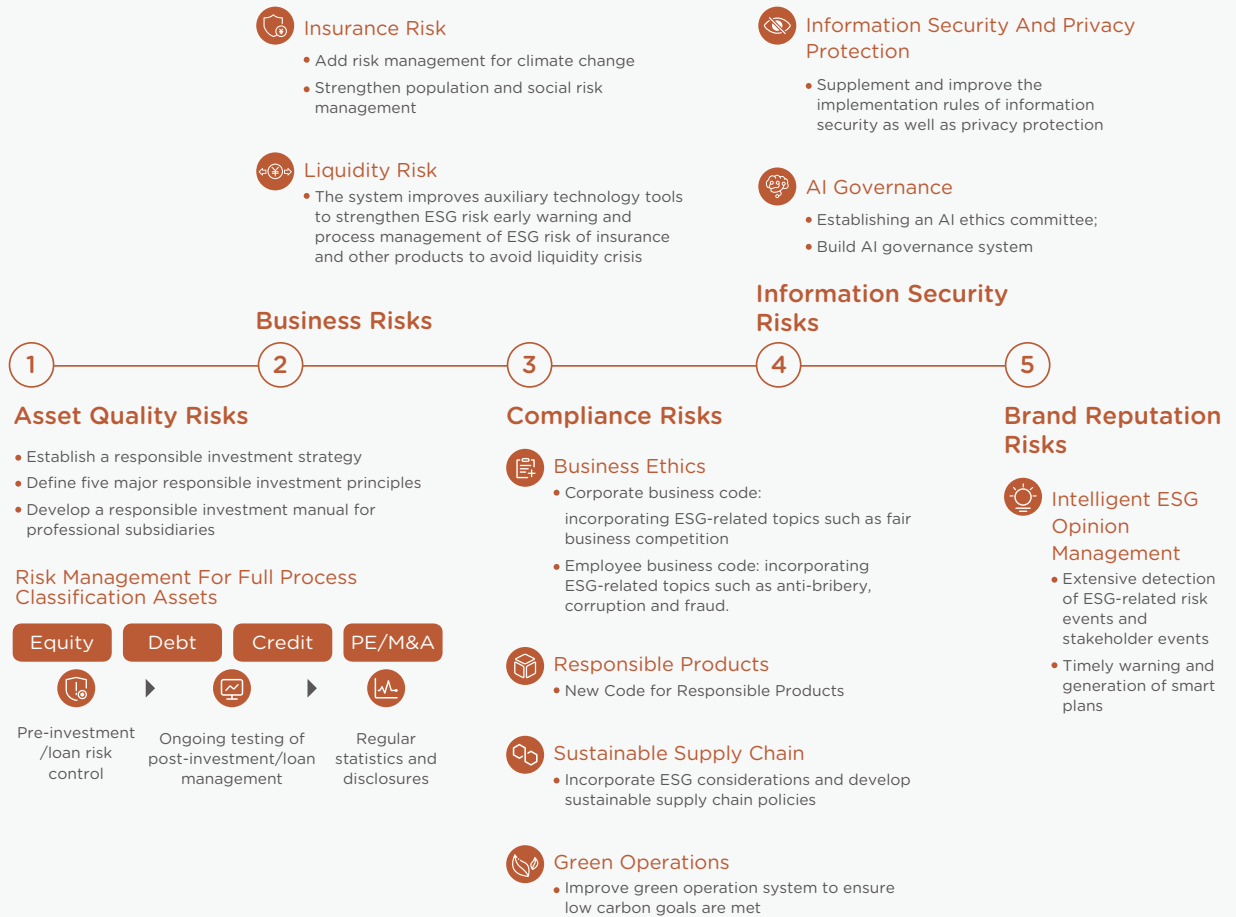 Insurance Risk
• Add risk management for climate change
• Strengthen population and social risk
management
Liquidity Risk
• The system improves auxiliary technology tools
to strengthen ESG risk early warning and
process management of ESG risk of insurance
and other products to avoid liquidity crisis
Business Risks
Information Security And Privacy
Protection
• Supplement and improve the
implementation rules of information
security as well as privacy protection
AI Governance
• Establishing an AI ethics committee;
• Build AI governance system
Information Security
Risks
1
2
3
4
5
Asset Quality Risks
• Establish a responsible investment strategy
• Define five major responsible investment principles
• Develop a responsible investment manual for
professional subsidiaries
Risk Management For Full Process
Classification Assets
Equity
Debt
Credit
PE/M&A
Pre-investment
/loan risk
control
Ongoing testing of
post-investment/loan
management
Regular
statistics and
disclosures
Compliance Risks
Business Ethics
• Corporate business code:
incorporating ESG-related topics such as fair
business competition
• Employee business code: incorporating
ESG-related topics such as anti-bribery,
corruption and fraud.
Responsible Products
• New Code for Responsible Products
Sustainable Supply Chain
• Incorporate ESG considerations and develop
sustainable supply chain policies
Green Operations
• Improve green operation system to ensure
low carbon goals are met
Brand Reputation
Risks
Intelligent ESG
Opinion
Management
• Extensive detection
of ESG-related risk
events and
stakeholder events
• Timely warning and
generation of smart
plans